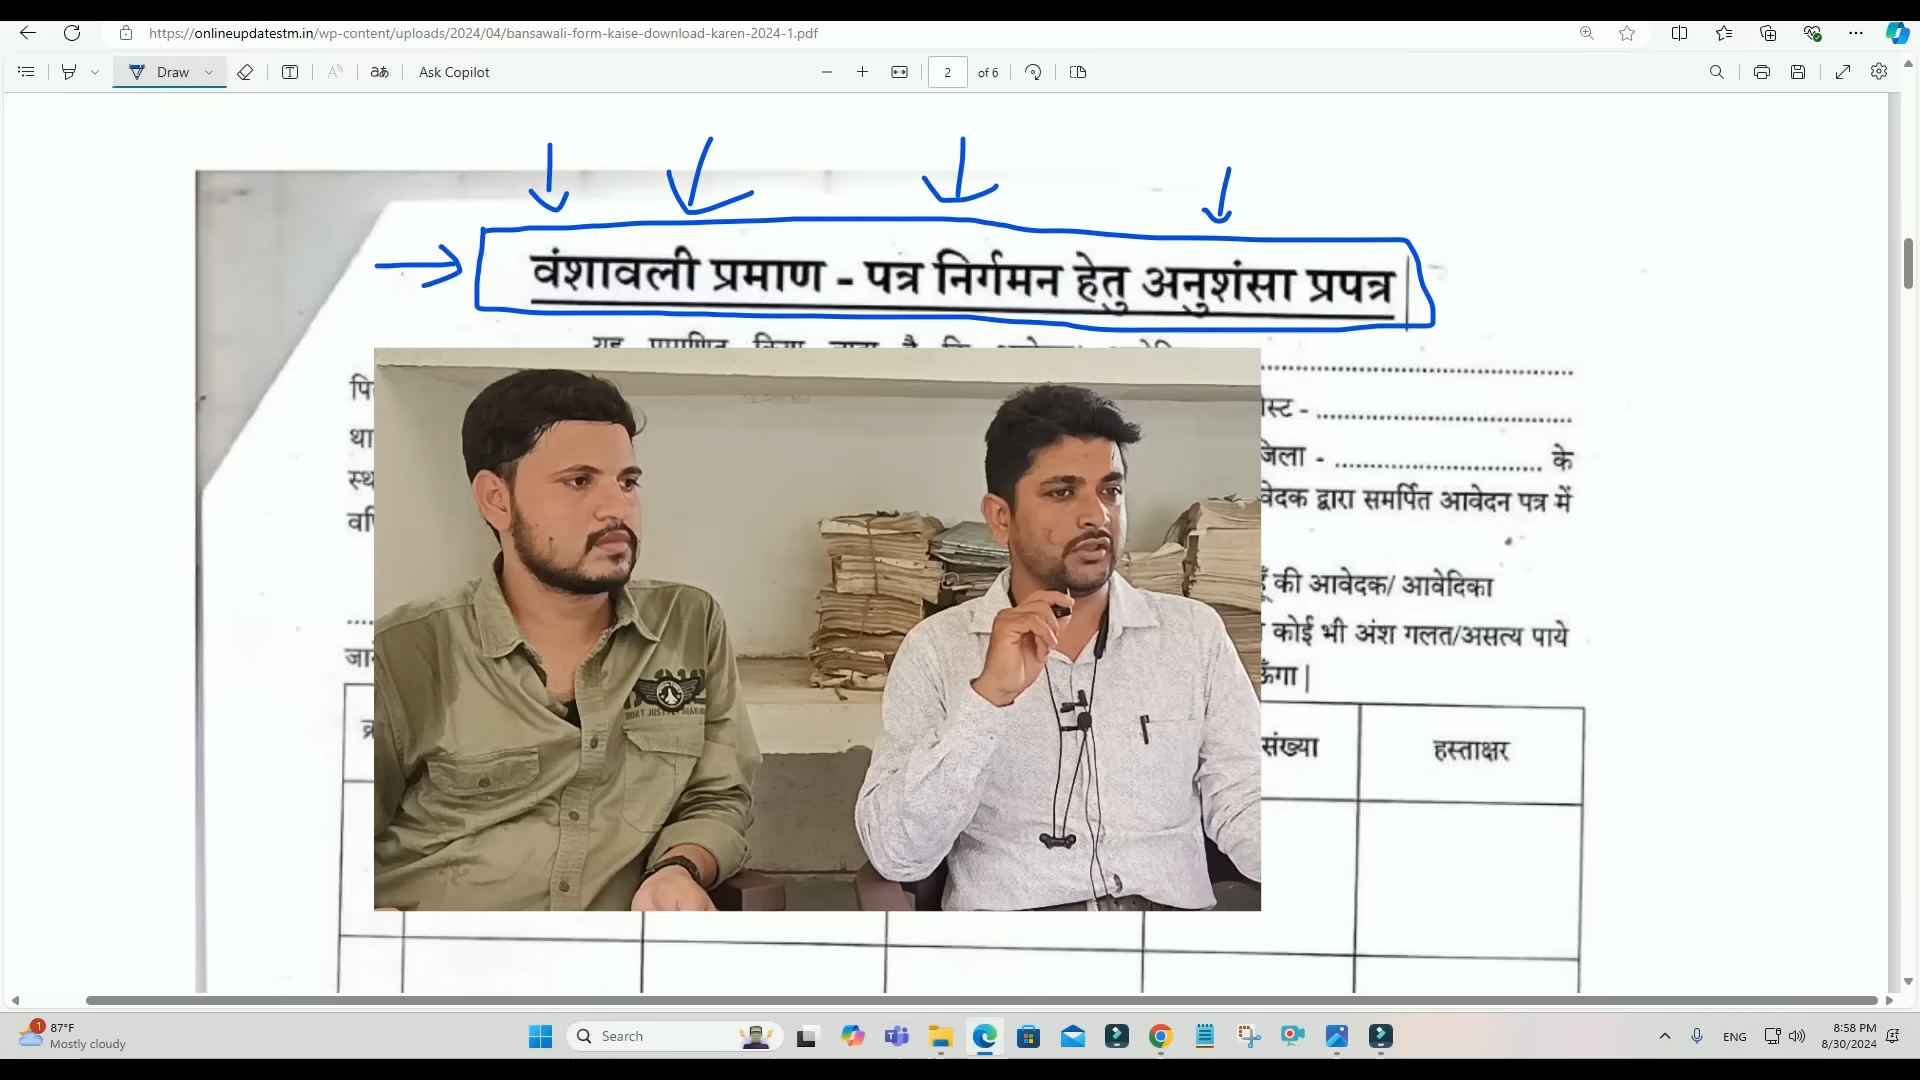 https://onlineupdatestm.in/wp-content/uploads/2024/04/bansawali-form-kaise-download-karen-2024-1.pdf
Draw
Ask Copilot
2 of 6
वंशावली प्रमाण - पत्र निर्गमन हेतु अनुशंसा प्रपत्र
जिला - ............................ के
द्वारा समर्पित आवेदन पत्र में
की आवेदक/ आवेदिका
कोई भी अंश गलत/असत्य पाये
संख्या
हस्ताक्षर
1
87°F
Mostly cloudy
Search
ENG
8:58 PM
8/30/2024